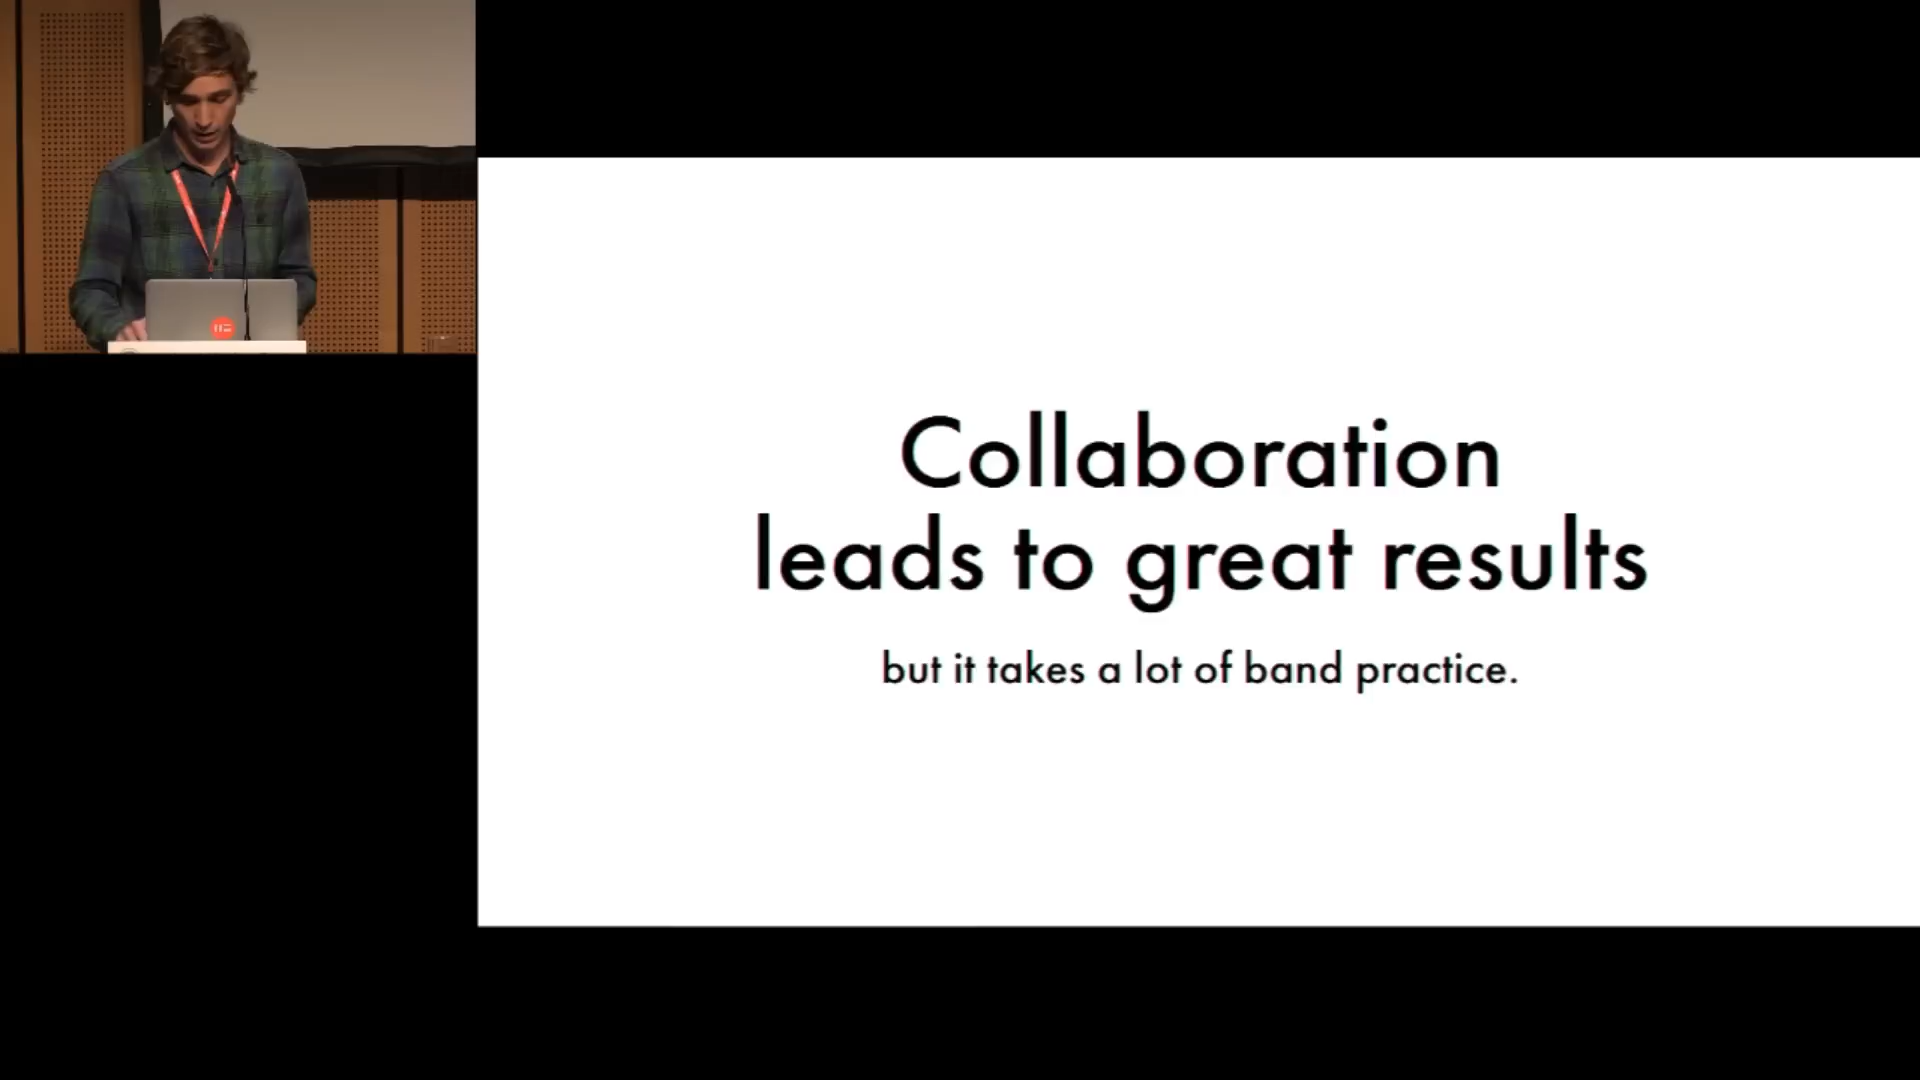 Collaboration
leads to great results
but it takes a lot of band practice.